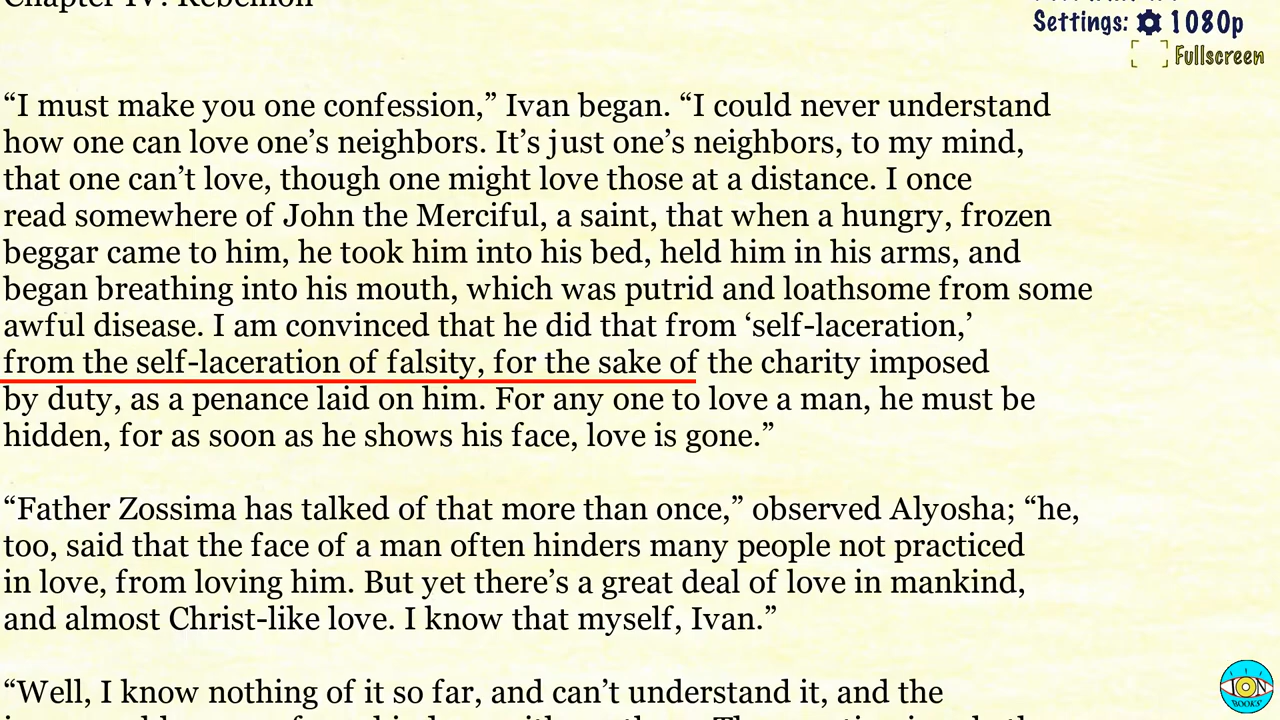 Chapter IV: Rebellion
Settings: 1080p
Fullscreen
“I must make you one confession,” Ivan began. “I could never understand
how one can love one’s neighbors. It’s just one’s neighbors, to my mind,
that one can’t love, though one might love those at a distance. I once
read somewhere of John the Merciful, a saint, that when a hungry, frozen
beggar came to him, he took him into his bed, held him in his arms, and
began breathing into his mouth, which was putrid and loathsome from some
awful disease. I am convinced that he did that from ‘self-laceration,’
from the self-laceration of falsity, for the sake of the charity imposed
by duty, as a penance laid on him. For any one to love a man, he must be
hidden, for as soon as he shows his face, love is gone.”
“Father Zossima has talked of that more than once,” observed Alyosha; “he,
too, said that the face of a man often hinders many people not practiced
in love, from loving him. But yet there’s a great deal of love in mankind,
and almost Christ-like love. I know that myself, Ivan.”
“Well, I know nothing of it so far, and can’t understand it, and the
ION
BOOKS